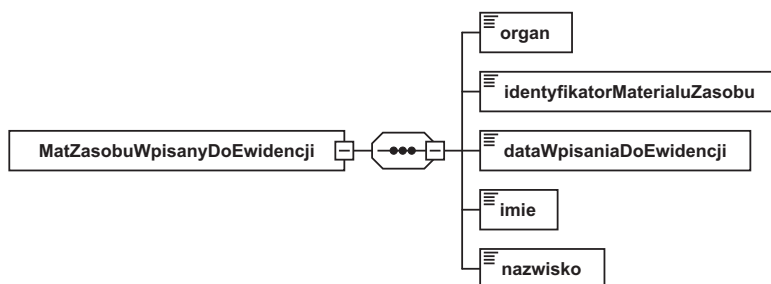 organ
identyfikatorMaterialuZasobu
MatZasobuWpisanyDoEwidencji
dataWpisaniaDoEwidencji
imie
nazwisko